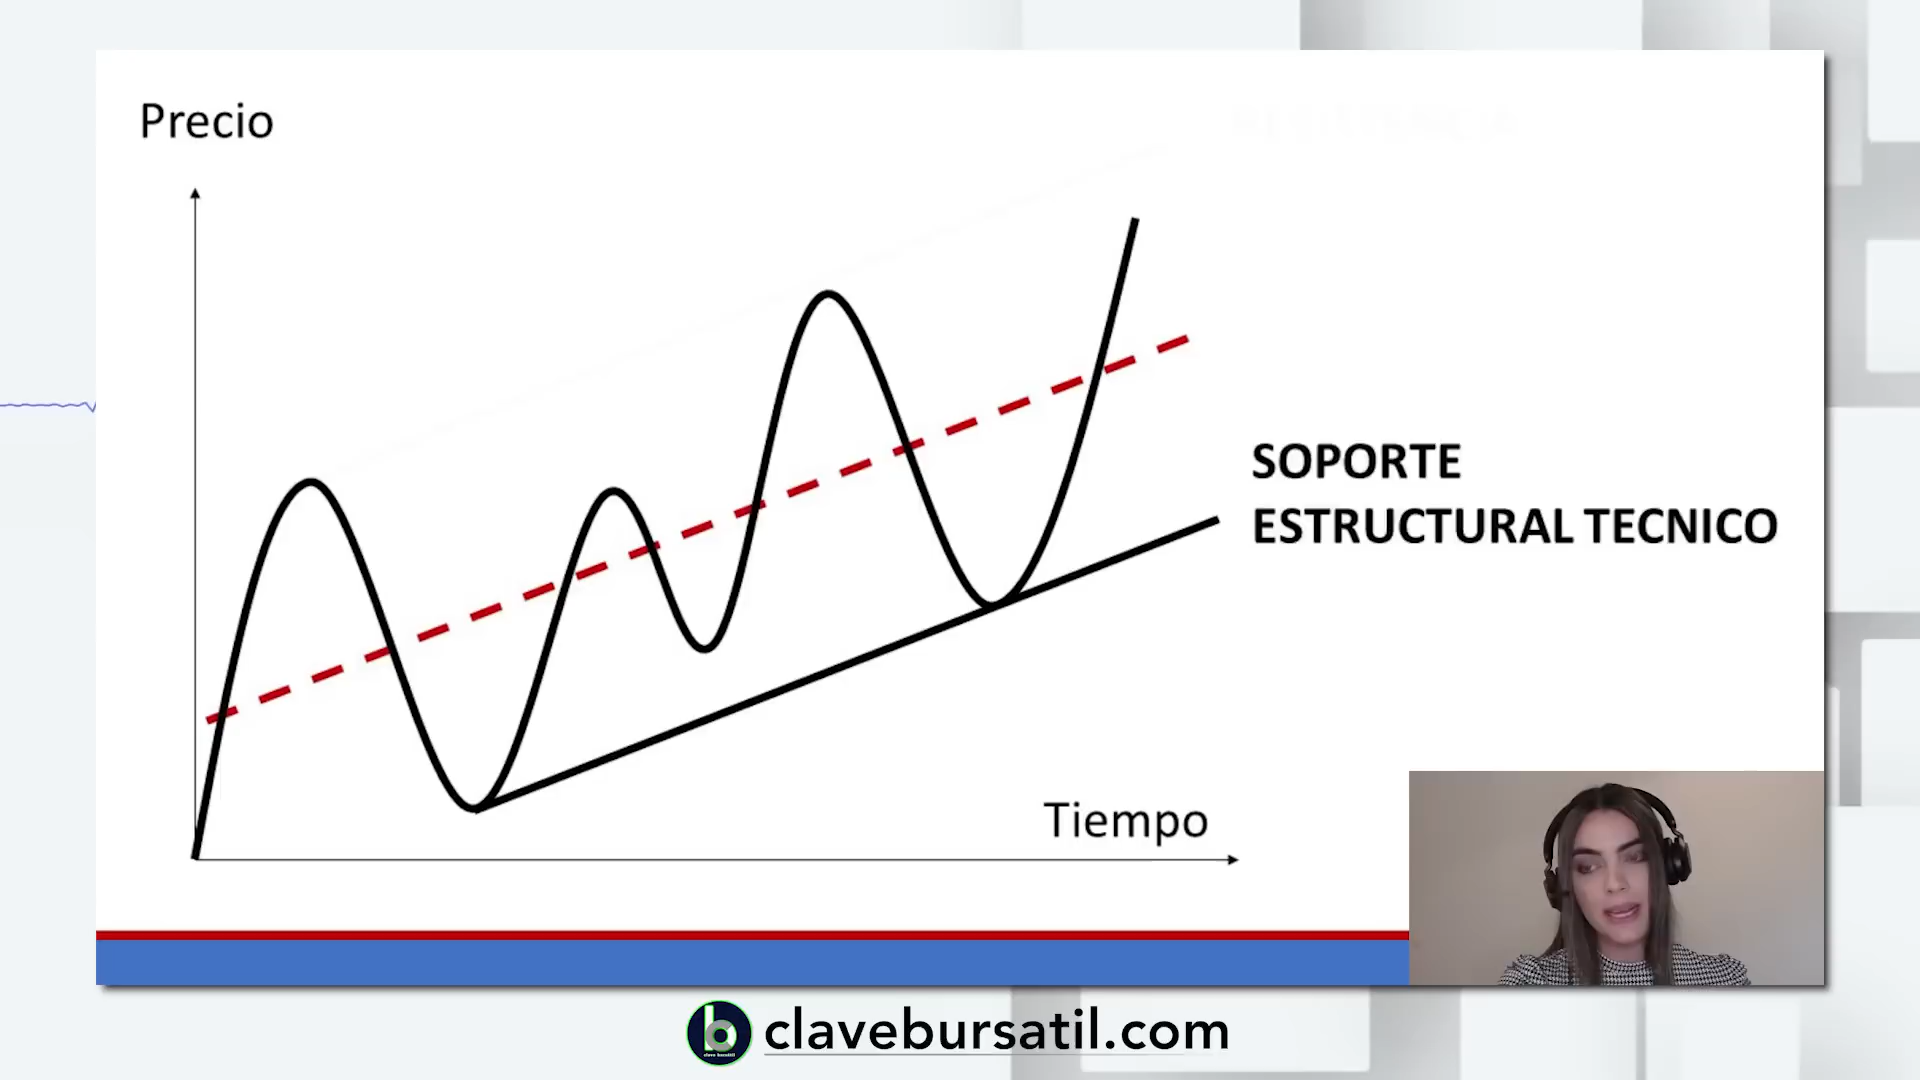 Precio
SOPORTE
ESTRUCTURAL TECNICO
Tiempo
clavebursatil.com